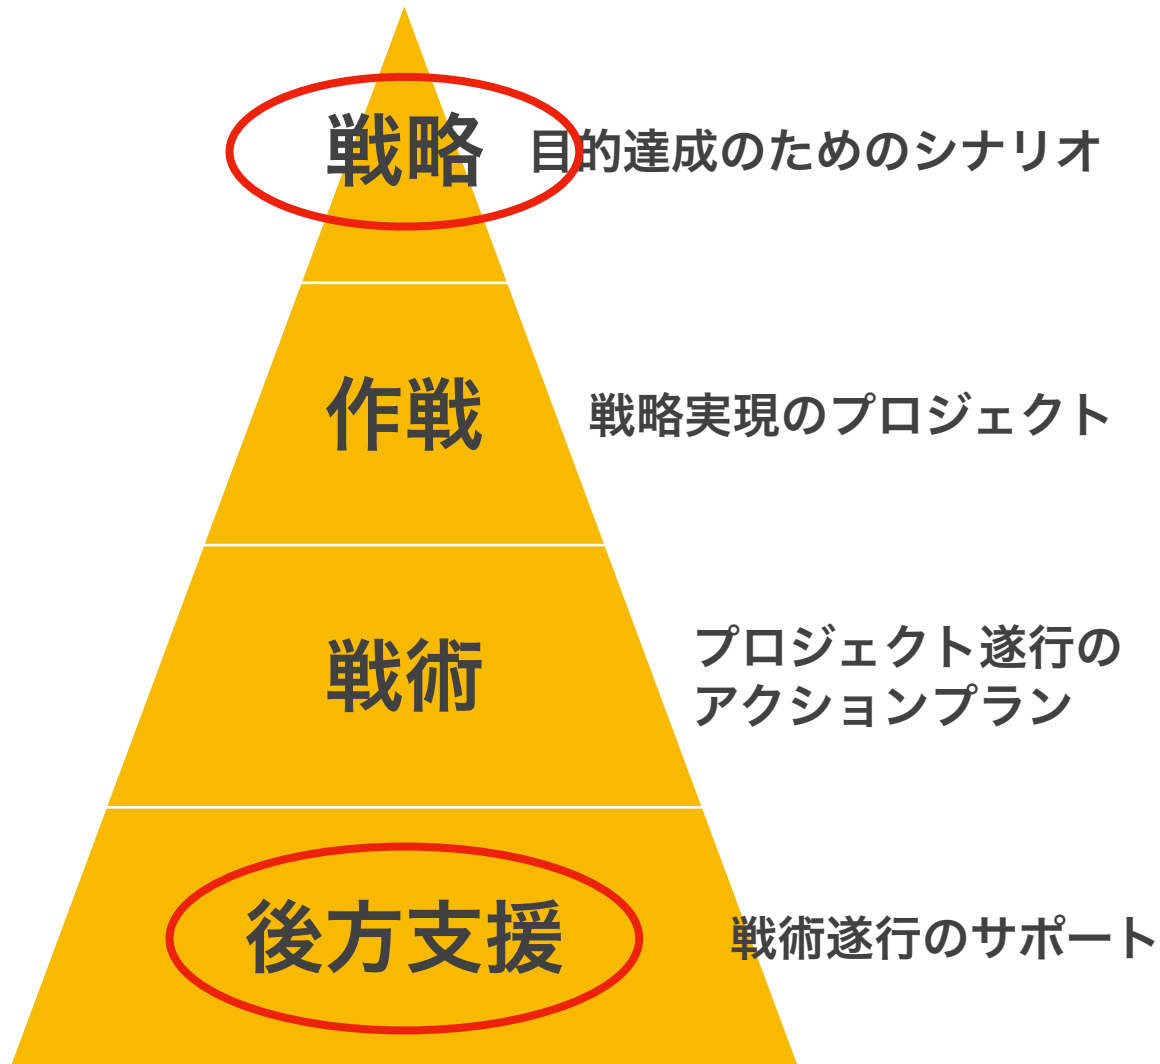 戦略
目的達成のためのシナリオ
作戦
戦略実現のプロジェクト
戦術
プロジェクト遂行の
アクションプラン
後方支援
戦術遂行のサポート